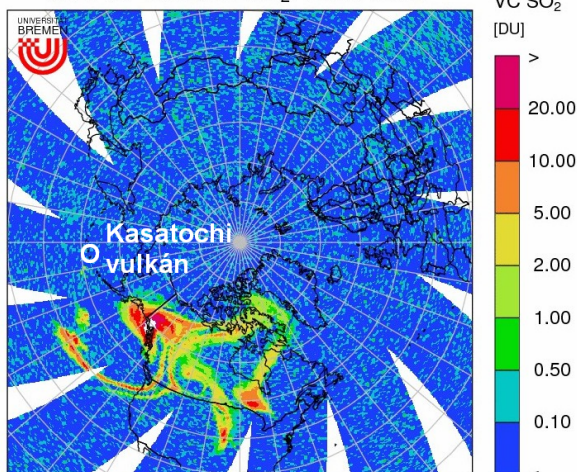 VC SO₂
UNIVERSITÄT
BREMEN
[DU]
>
20.00
10.00
5.00
2.00
1.00
0.50
0.10
O Kasatochi
vulkán